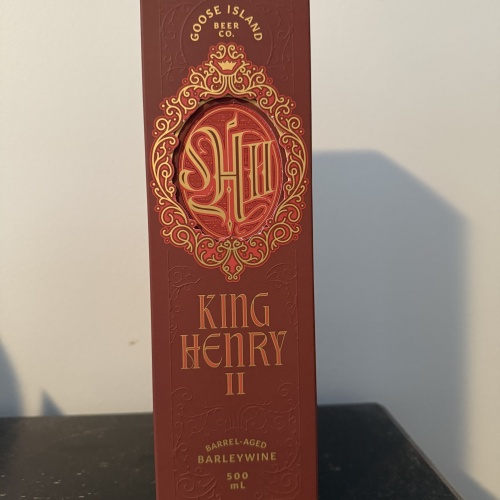 GOOSE ISLAND
BEER
CO.
KING
HENRY
II
BARREL-AGED
BARLEYWINE
500
mL